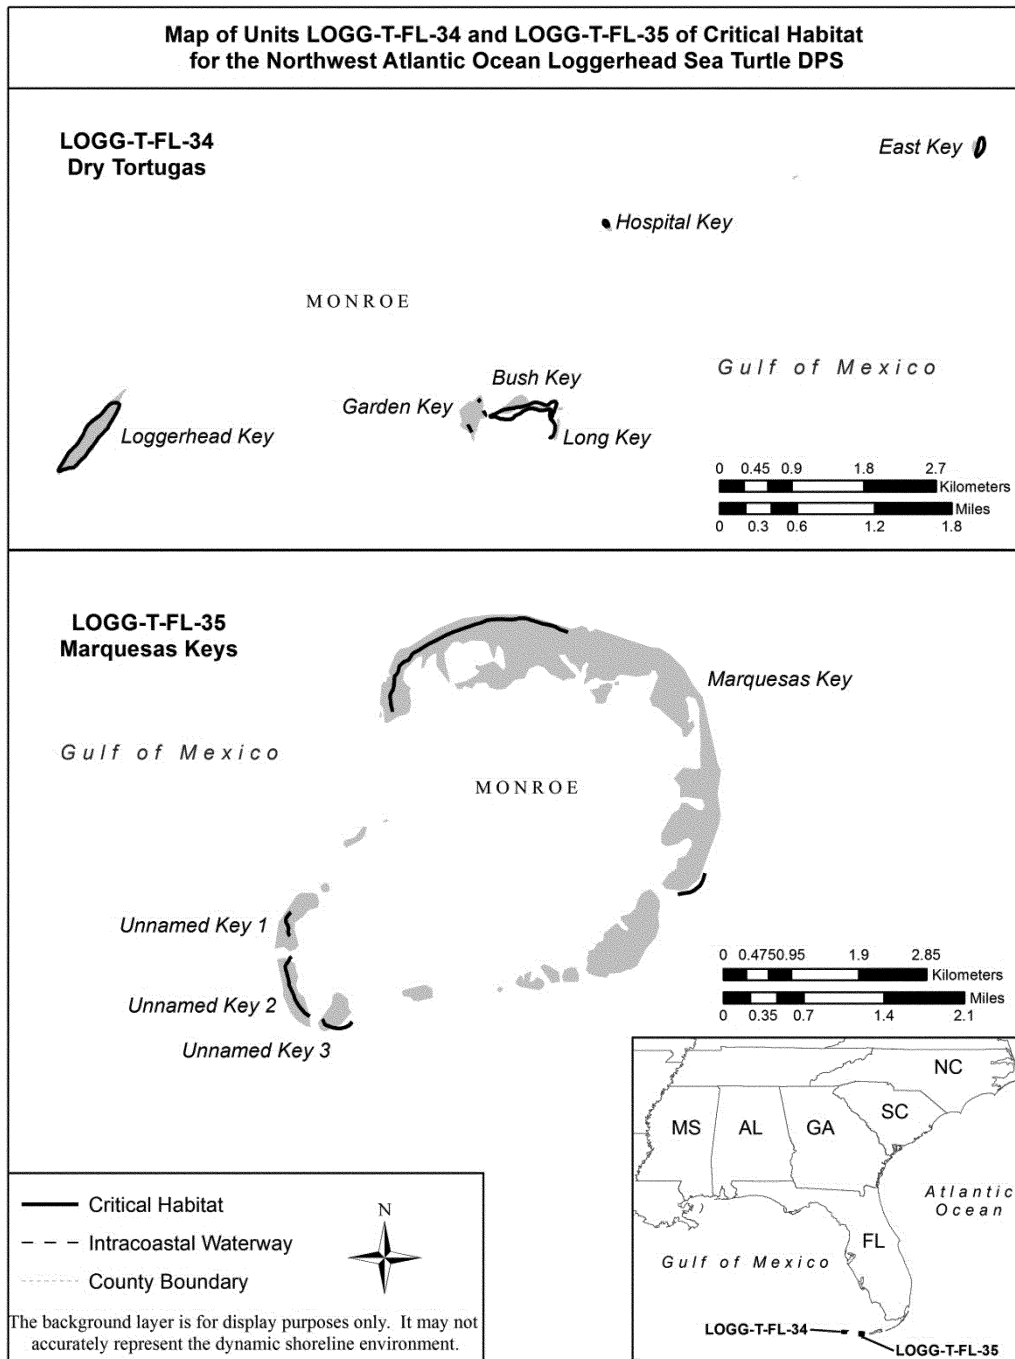 Map of Units LOGG-T-FL-34 and LOGG-T-FL-35 of Critical Habitat
for the Northwest Atlantic Ocean Loggerhead Sea Turtle DPS
LOGG-T-FL-34
Dry Tortugas
East Key
Hospital Key
MONROE
Gulf of Mexico
Bush Key
Garden Key
Loggerhead Key
Long Key
0 0.45 0.9 1.8 2.7
Kilometers
Miles
0 0.3 0.6 1.2 1.8
LOGG-T-FL-35
Marquesas Keys
Marquesas Key
Gulf of Mexico
MONROE
Unnamed Key 1
Unnamed Key 2
Unnamed Key 3
0 0.475 0.95 1.9 2.85
Kilometers
Miles
0 0.35 0.7 1.4 2.1
NC
SC
MS AL GA
Atlantic
Ocean
FL
Gulf of Mexico
LOGG-T-FL-34
LOGG-T-FL-35
Critical Habitat
N
Intracoastal Waterway
County Boundary
The background layer is for display purposes only. It may not
accurately represent the dynamic shoreline environment.